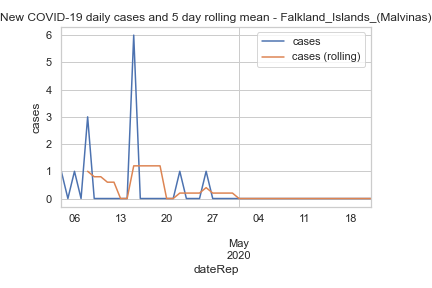 New COVID-19 daily cases and 5 day rolling mean - Falkland_Islands_(Malvinas)
cases
cases (rolling)
cases
6
5
4
3
2
1
0
06 13 20 27 04 11 18
May
2020
dateRep